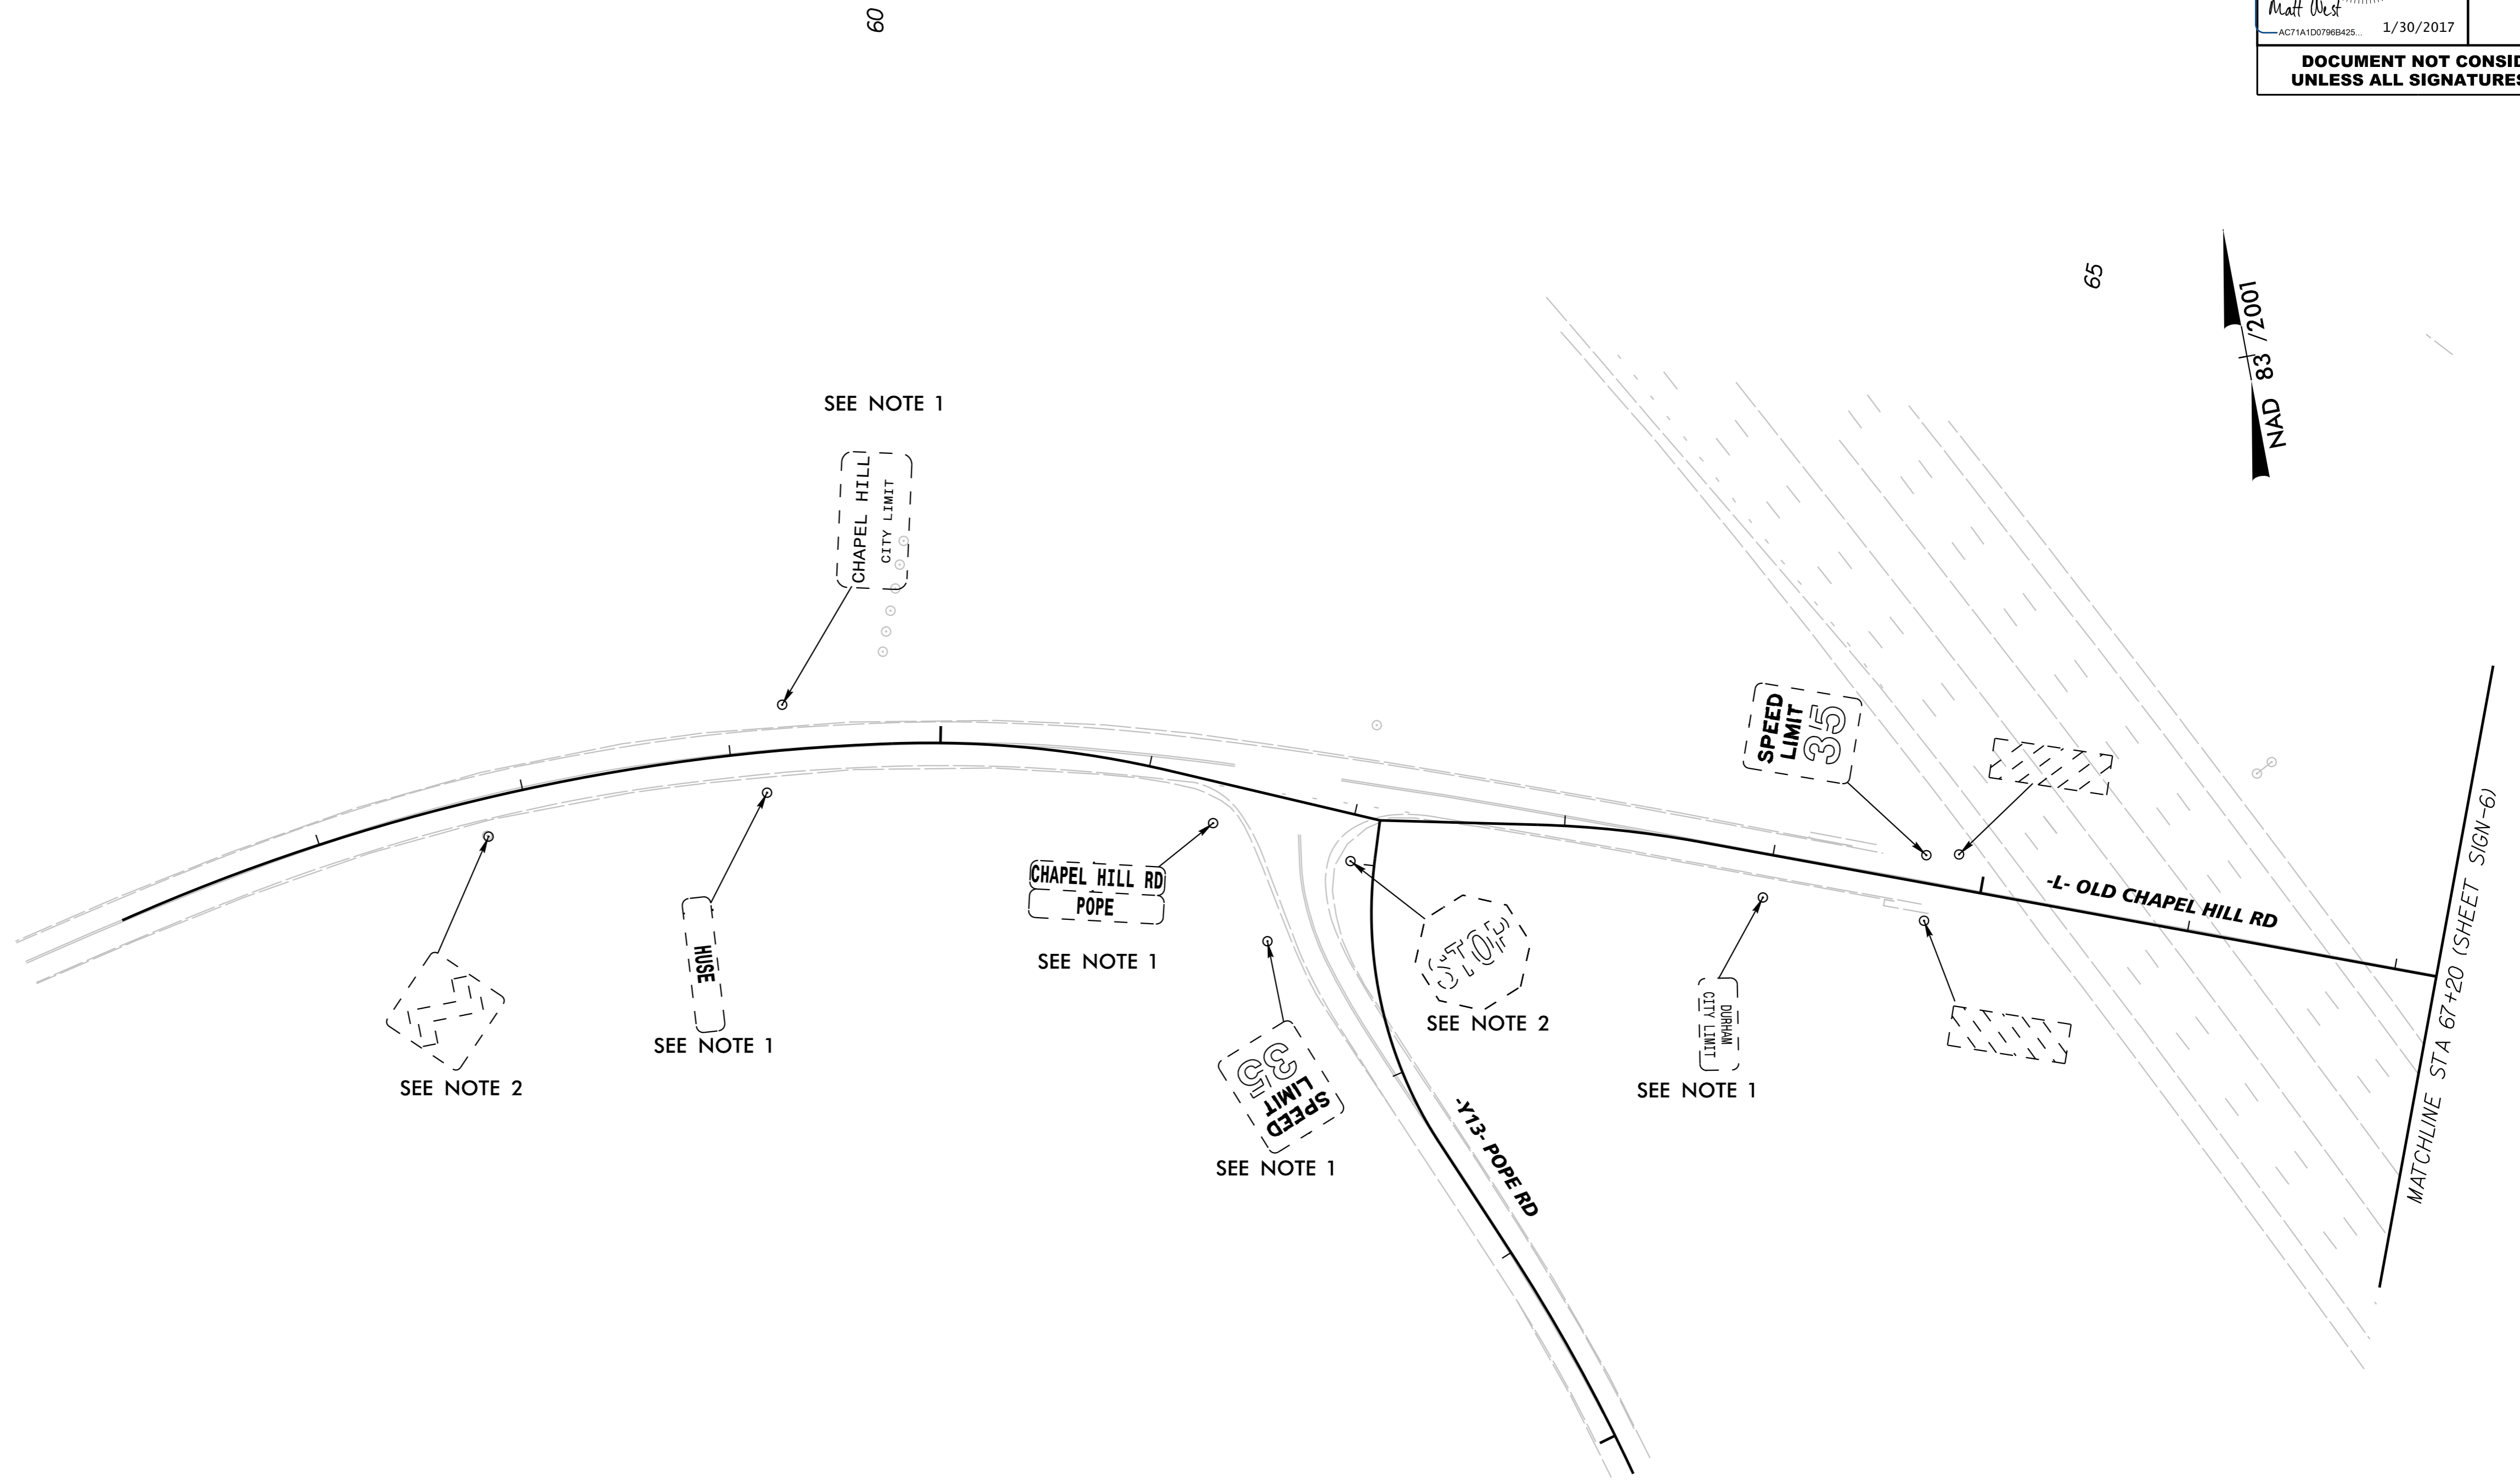 60
Matt West
AC71A1D0796B425...
1/30/2017
DOCUMENT NOT CONSID
UNLESS ALL SIGNATURES
65
NAD 83 /2001
SEE NOTE 1
CHAPEL HILL
CITY LIMIT
SPEED
LIMIT
35
MATCHLINE STA 67+20 (SHEET SIGN-6)
-L- OLD CHAPEL HILL RD
CHAPEL HILL RD
POPE
SEE NOTE 1
HUSE
SEE NOTE 1
SEE NOTE 2
STOP
SEE NOTE 2
DURHAM
CITY LIMIT
SEE NOTE 1
SPEED
LIMIT
35
SEE NOTE 1
-Y13- POPE RD